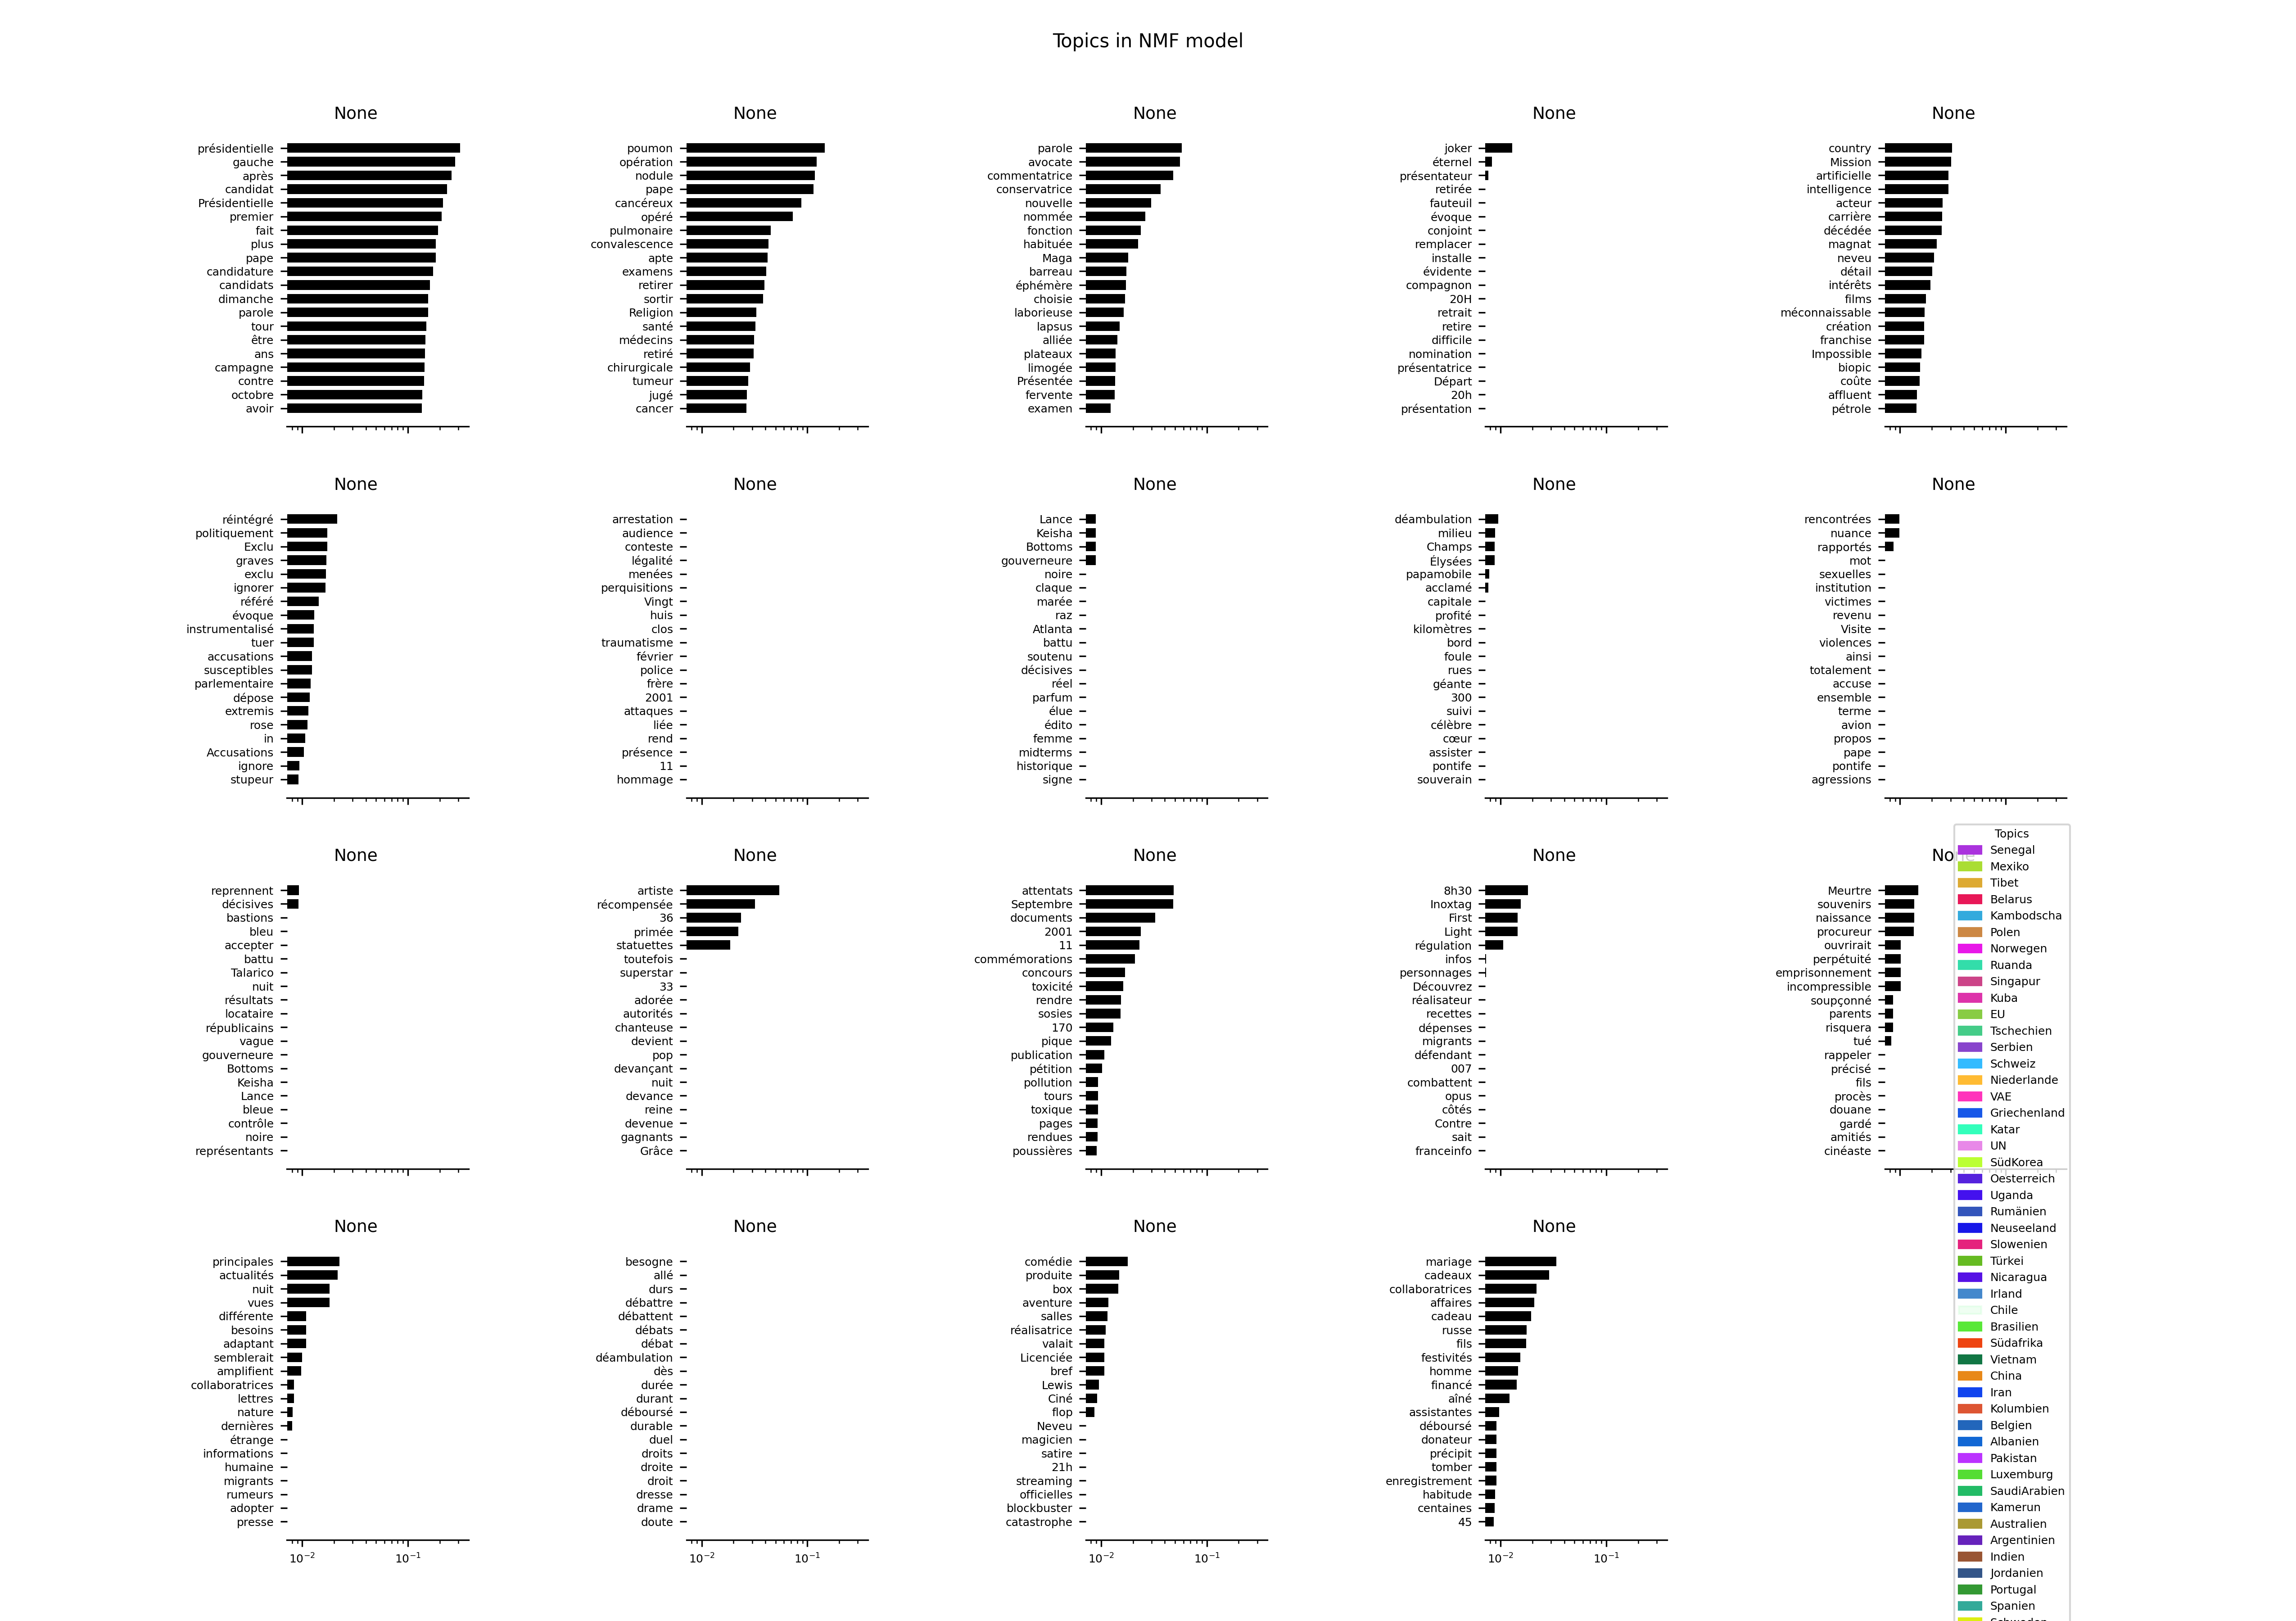 Topics in NMF model
None
présidentielle
gauche
après
candidat
Présidentielle
premier
fait
plus
pape
candidature
candidats
dimanche
parole
tour
être
ans
campagne
contre
octobre
avoir
None
poumon
opération
nodule
pape
cancéreux
opéré
pulmonaire
convalescence
apte
examens
retirer
sortir
Religion
santé
médecins
retiré
chirurgicale
tumeur
jugé
cancer
None
parole
avocate
commentatrice
conservatrice
nouvelle
nommée
fonction
habituée
Maga
barreau
éphémère
choisie
laborieuse
lapsus
alliée
plateaux
limogée
Présentée
fervente
examen
None
joker
éternel
présentateur
retirée
fauteuil
évoque
conjoint
remplacer
installe
évidente
compagnon
20H
retrait
retire
difficile
nomination
présentatrice
Départ
20h
présentation
None
country
Mission
artificielle
intelligence
acteur
carrière
décédée
magnat
neveu
détail
intérêts
films
méconnaissable
création
franchise
Impossible
biopic
coûte
affluent
pétrole
None
réintégré
politiquement
Exclu
graves
exclu
ignorer
référé
évoque
instrumentalisé
tuer
accusations
susceptibles
parlementaire
dépose
extremis
rose
in
Accusations
ignore
stupeur
None
arrestation
audience
conteste
légalité
menées
perquisitions
Vingt
huis
clos
traumatisme
février
police
frère
2001
attaques
liée
rend
présence
11
hommage
None
Lance
Keisha
Bottoms
gouverneure
noire
claque
marée
raz
Atlanta
battu
soutenu
décisives
réel
parfum
élue
édito
femme
midterms
historique
signe
None
déambulation
milieu
Champs
Élysées
papamobile
acclamé
capitale
profité
kilomètres
bord
foule
rues
géante
300
suivi
célèbre
cœur
assister
pontife
souverain
None
rencontrées
nuance
rapportés
mot
sexuelles
institution
victimes
revenu
Visite
violences
ainsi
totalement
accuse
ensemble
terme
avion
propos
pape
pontife
agressions
None
reprennent
décisives
bastions
bleu
accepter
battu
Talarico
nuit
résultats
locataire
républicains
vague
gouverneure
Bottoms
Keisha
Lance
bleue
contrôle
noire
représentants
None
artiste
récompensée
36
primée
statuettes
toutefois
superstar
33
adorée
autorités
chanteuse
devient
pop
devançant
nuit
devance
reine
devenue
gagnants
Grâce
None
attentats
Septembre
documents
2001
11
commémorations
concours
toxicité
rendre
sosies
170
pique
publication
pétition
pollution
tours
toxique
pages
rendues
poussières
None
8h30
Inoxtag
First
Light
régulation
infos
personnages
Découvrez
réalisateur
recettes
dépenses
migrants
défendant
007
combattent
opus
côtés
Contre
sait
franceinfo
None
Meurtre
souvenirs
naissance
procureur
ouvrirait
perpétuité
emprisonnement
incompressible
soupçonné
parents
risquera
tué
rappeler
précisé
fils
procès
douane
gardé
amitiés
cinéaste
None
principales
actualités
nuit
vues
différente
besoins
adaptant
semblerait
amplifient
collaboratrices
lettres
nature
dernières
étrange
informations
humaine
migrants
rumeurs
adopter
presse
10⁻² 10⁻¹
None
besogne
allé
durs
débattre
débattent
débats
débat
déambulation
dès
durée
durant
déboursé
durable
duel
droits
droite
droit
dresse
drame
doute
10⁻² 10⁻¹
None
comédie
produite
box
aventure
salles
réalisatrice
valait
Licenciée
bref
Lewis
Ciné
flop
Neveu
magicien
satire
21h
streaming
officielles
blockbuster
catastrophe
10⁻² 10⁻¹
None
mariage
cadeaux
collaboratrices
affaires
cadeau
russe
fils
festivités
homme
financé
aîné
assistantes
déboursé
donateur
précipit
tomber
enregistrement
habitude
centaines
45
10⁻² 10⁻¹
Topics
Senegal
Mexiko
Tibet
Belarus
Kambodscha
Polen
Norwegen
Ruanda
Singapur
Kuba
EU
Tschechien
Serbien
Schweiz
Niederlande
VAE
Griechenland
Katar
UN
SüdKorea
Oesterreich
Uganda
Rumänien
Neuseeland
Slowenien
Türkei
Nicaragua
Irland
Chile
Brasilien
Südafrika
Vietnam
China
Iran
Kolumbien
Belgien
Albanien
Pakistan
Luxemburg
SaudiArabien
Kamerun
Australien
Argentinien
Indien
Jordanien
Portugal
Spanien